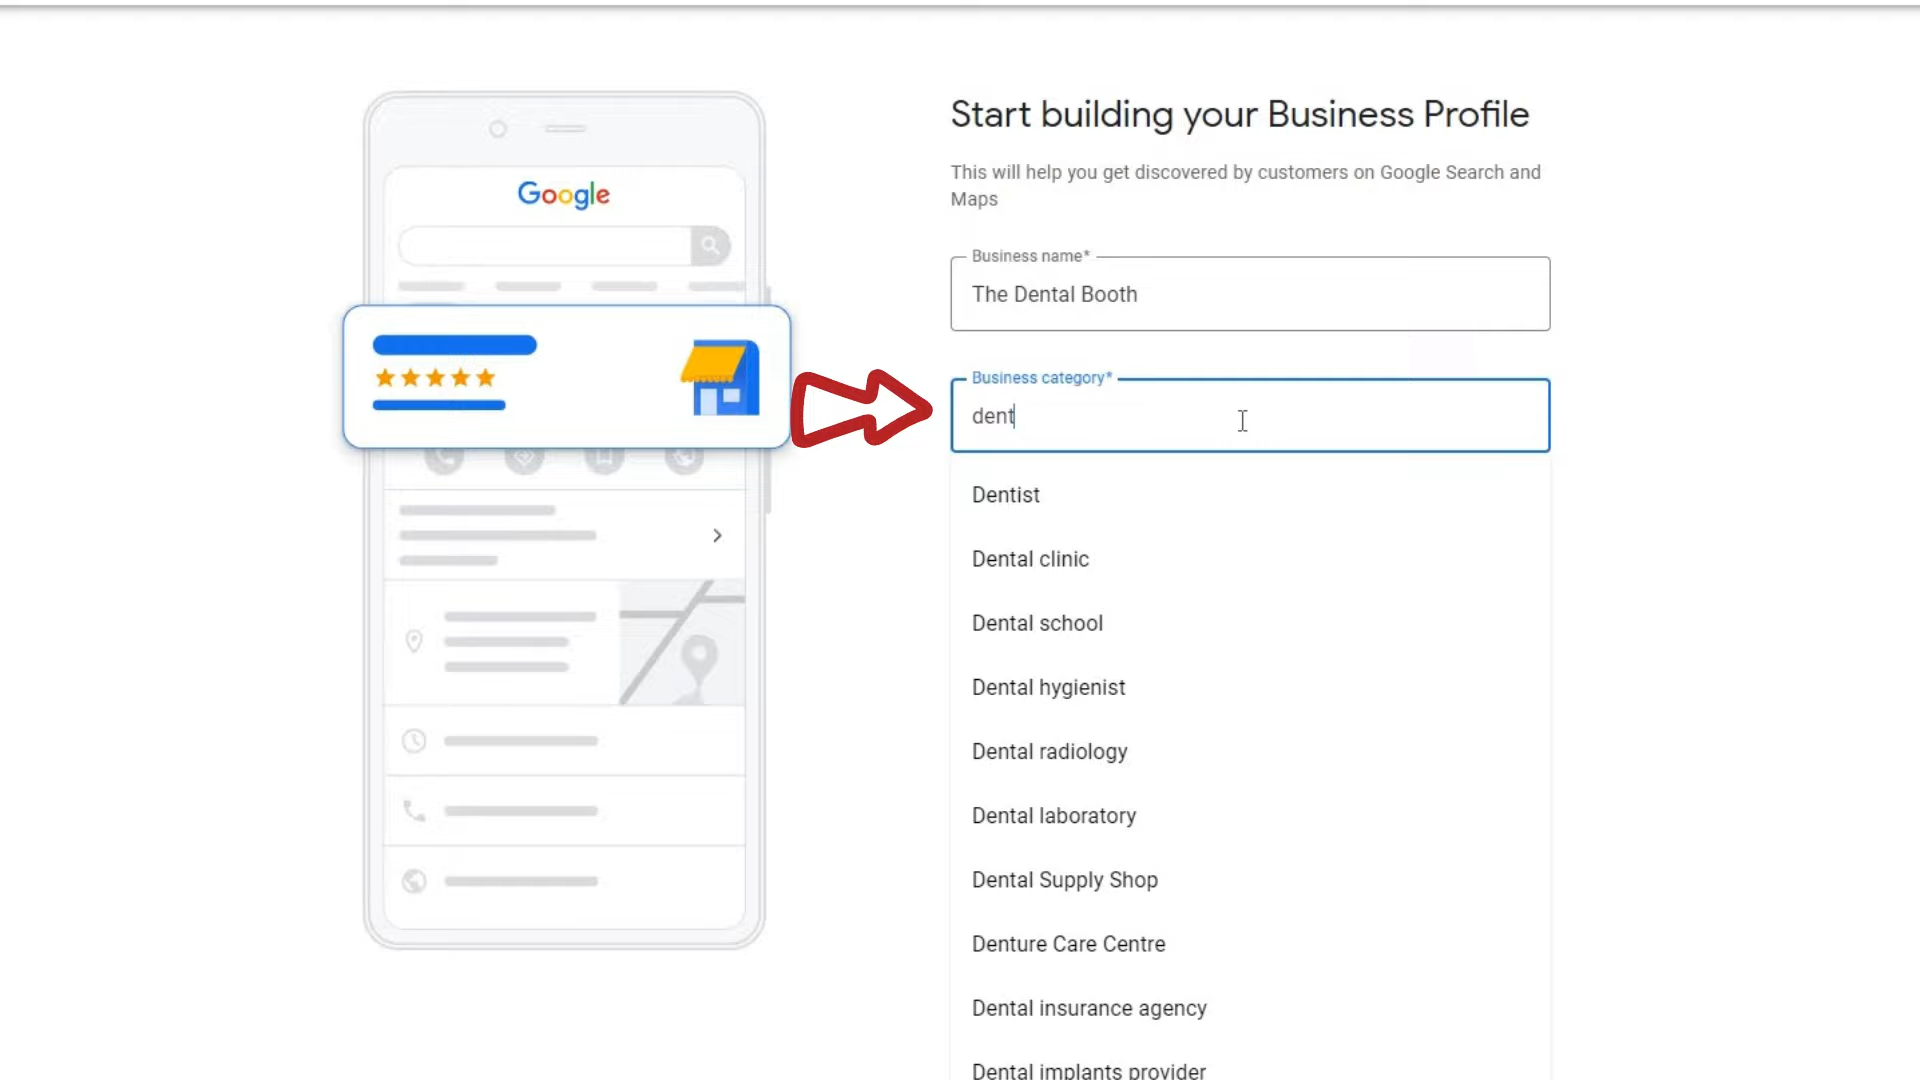 Google
Start building your Business Profile
This will help you get discovered by customers on Google Search and
Maps
Business name*
The Dental Booth
Business category*
dent
Dentist
Dental clinic
Dental school
Dental hygienist
Dental radiology
Dental laboratory
Dental Supply Shop
Denture Care Centre
Dental insurance agency
Dental implants provider